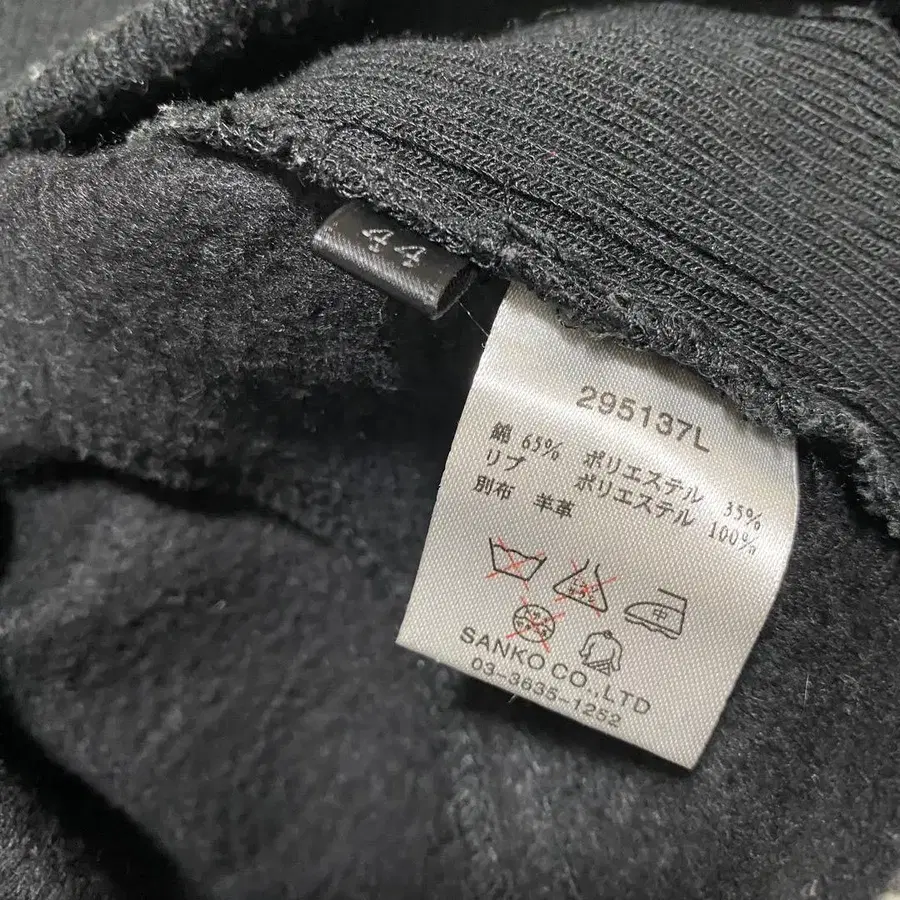 44
295137L
綿 65% ポリエステル 35%
リブ ポリエステル 100%
別布 羊革
SANKO CO.,LTD
03-3635-1252